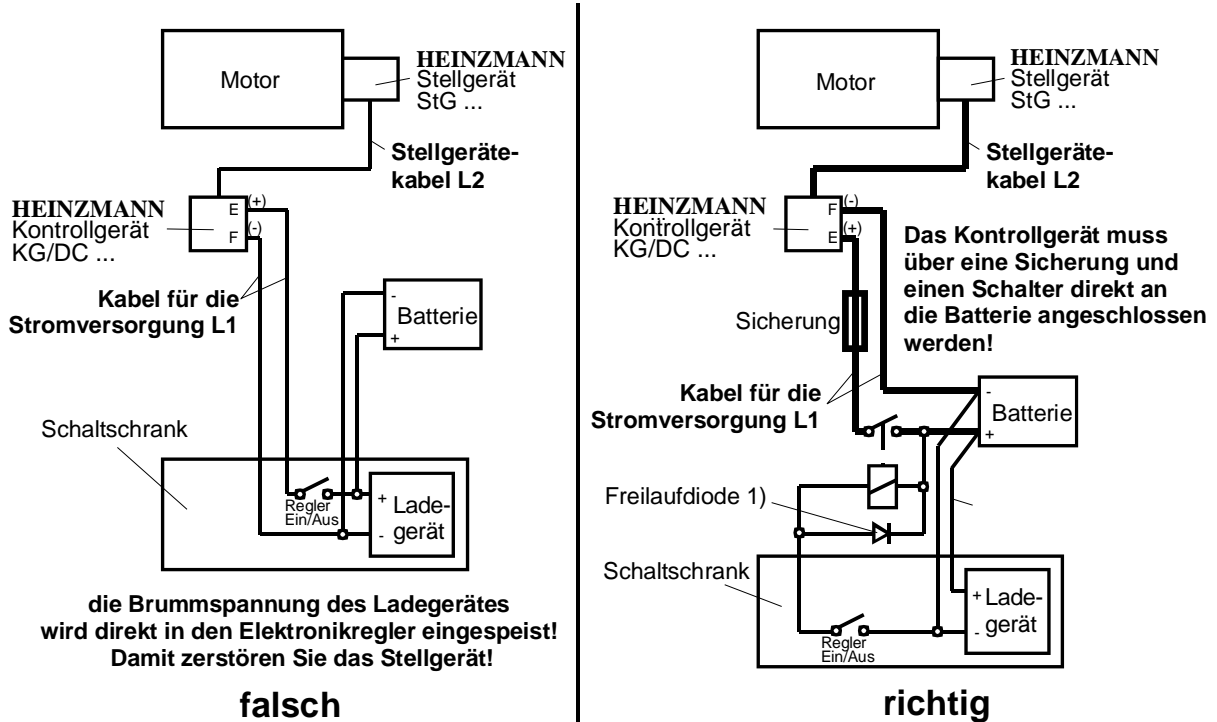 Motor
HEINZMANN
Stellgerät
StG ...
Stellgeräte-
kabel L2
HEINZMANN
Kontrollgerät
KG/DC ...
E
(+)
F
(-)
Kabel für die
Stromversorgung L1
-
Batterie
+
Schaltschrank
Regler
Ein/Aus
+
-
Lade-
gerät
die Brummspannung des Ladegerätes
wird direkt in den Elektronikregler eingespeist!
Damit zerstören Sie das Stellgerät!
falsch
Motor
HEINZMANN
Stellgerät
StG ...
Stellgeräte-
kabel L2
HEINZMANN
Kontrollgerät
KG/DC ...
F
(-)
E
(+)
Das Kontrollgerät muss
über eine Sicherung und
einen Schalter direkt an
die Batterie angeschlossen
werden!
Sicherung
Kabel für die
Stromversorgung L1
-
Batterie
+
Freilaufdiode 1)
Schaltschrank
Regler
Ein/Aus
+
-
Lade-
gerät
richtig